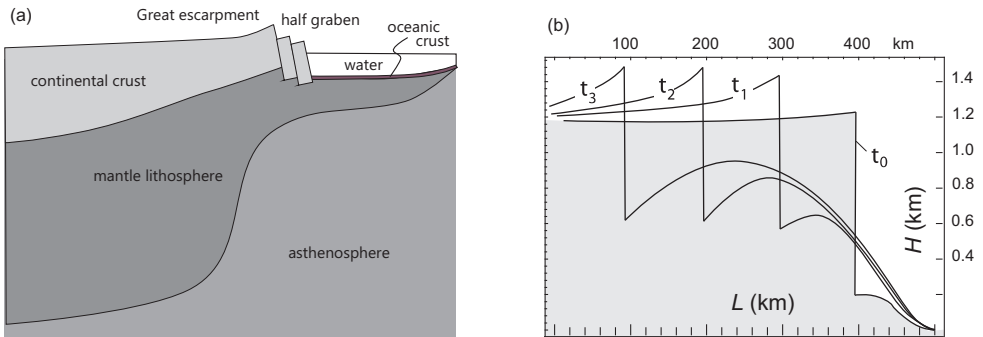 (a)
Great escarpment
half graben
oceanic
crust
water
continental crust
mantle lithosphere
asthenosphere
(b)
100 200 300 400 km
t3 t2 t1
t0
1.4
1.2
1.0
0.8
0.6
0.4
H (km)
L (km)